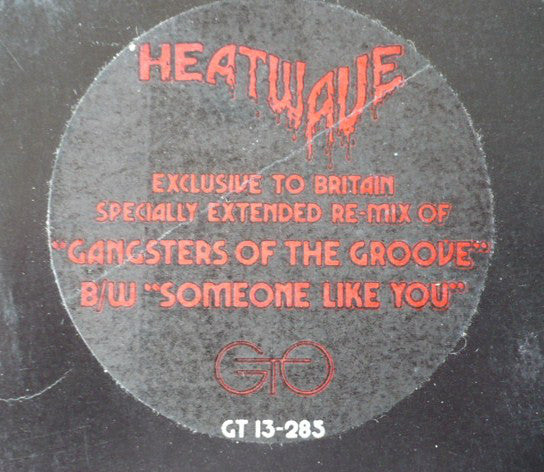 HEATWAVE
EXCLUSIVE TO BRITAIN
SPECIALLY EXTENDED RE-MIX OF
"GANGSTERS OF THE GROOVE"
B/W "SOMEONE LIKE YOU"
GTO
GT 13-285